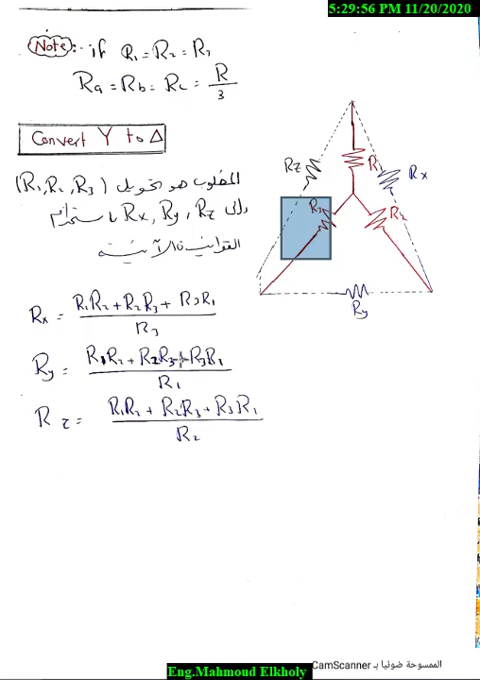 5:29:56 PM 11/20/2020
Note: if R1 = R2 = R3
Ra = Rb = Rc = R/3
Convert Y to Δ
المطلوب هو تحويل (R1, R2, R3)
إلى Rx, Ry, Rz باستخدام
القوانين الآتية
Rz
R1
Rx
R3
R2
Ry
Rx = (R1R2 + R2R3 + R3R1) / R3
Ry = (R1R2 + R2R3 + R3R1) / R1
Rz = (R1R2 + R2R3 + R3R1) / R2
الممسوحة ضوئيا بـ CamScanner
Eng.Mahmoud Elkholy